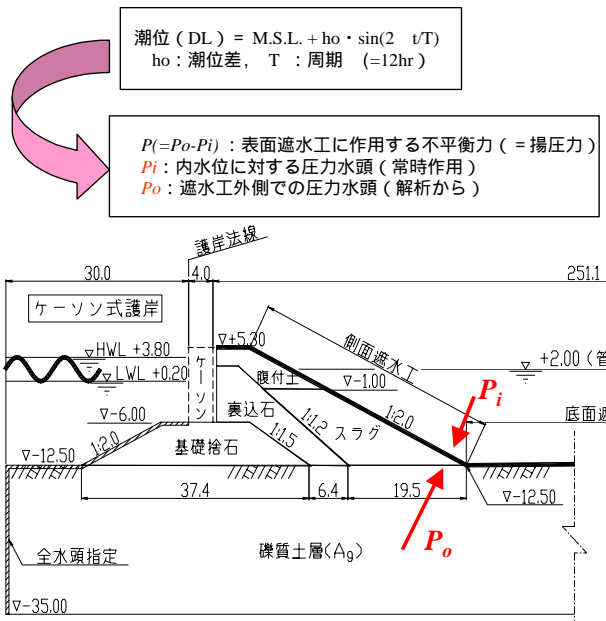 潮位（DL）= M.S.L. + ho・sin(2 t/T)
ho：潮位差， T ：周期 (=12hr）
P(=Po-Pi)：表面遮水工に作用する不平衡力（＝揚圧力）
Pi：内水位に対する圧力水頭（常時作用）
Po：遮水工外側での圧力水頭（解析から）
護岸法線
30.0
4.0
251.1
ケーソン式護岸
▽+5.30
側面遮水工
▽HWL +3.80
▽LWL +0.20
ケーソン
腹付土
▽-1.00
▽+2.00（管
Pi
▽-6.00
裏込石
1:1.2
スラグ
1:2.0
底面遮
1:2.0
基礎捨石
1:1.5
▽-12.50
37.4
6.4
19.5
▽-12.50
Po
全水頭指定
礫質土層(Ag)
▽-35.00